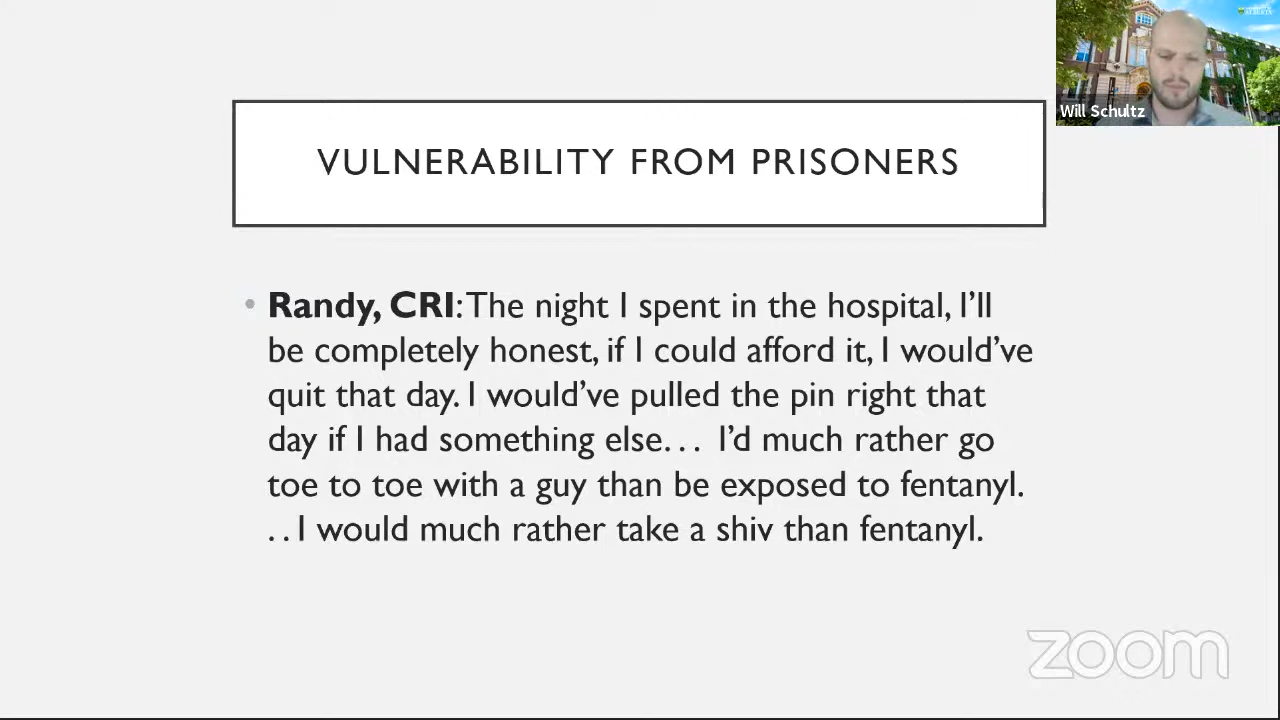 VULNERABILITY FROM PRISONERS
• Randy, CRI: The night I spent in the hospital, I'll
be completely honest, if I could afford it, I would've
quit that day. I would've pulled the pin right that
day if I had something else. . . I'd much rather go
toe to toe with a guy than be exposed to fentanyl.
. . I would much rather take a shiv than fentanyl.
Will Schultz
zoom